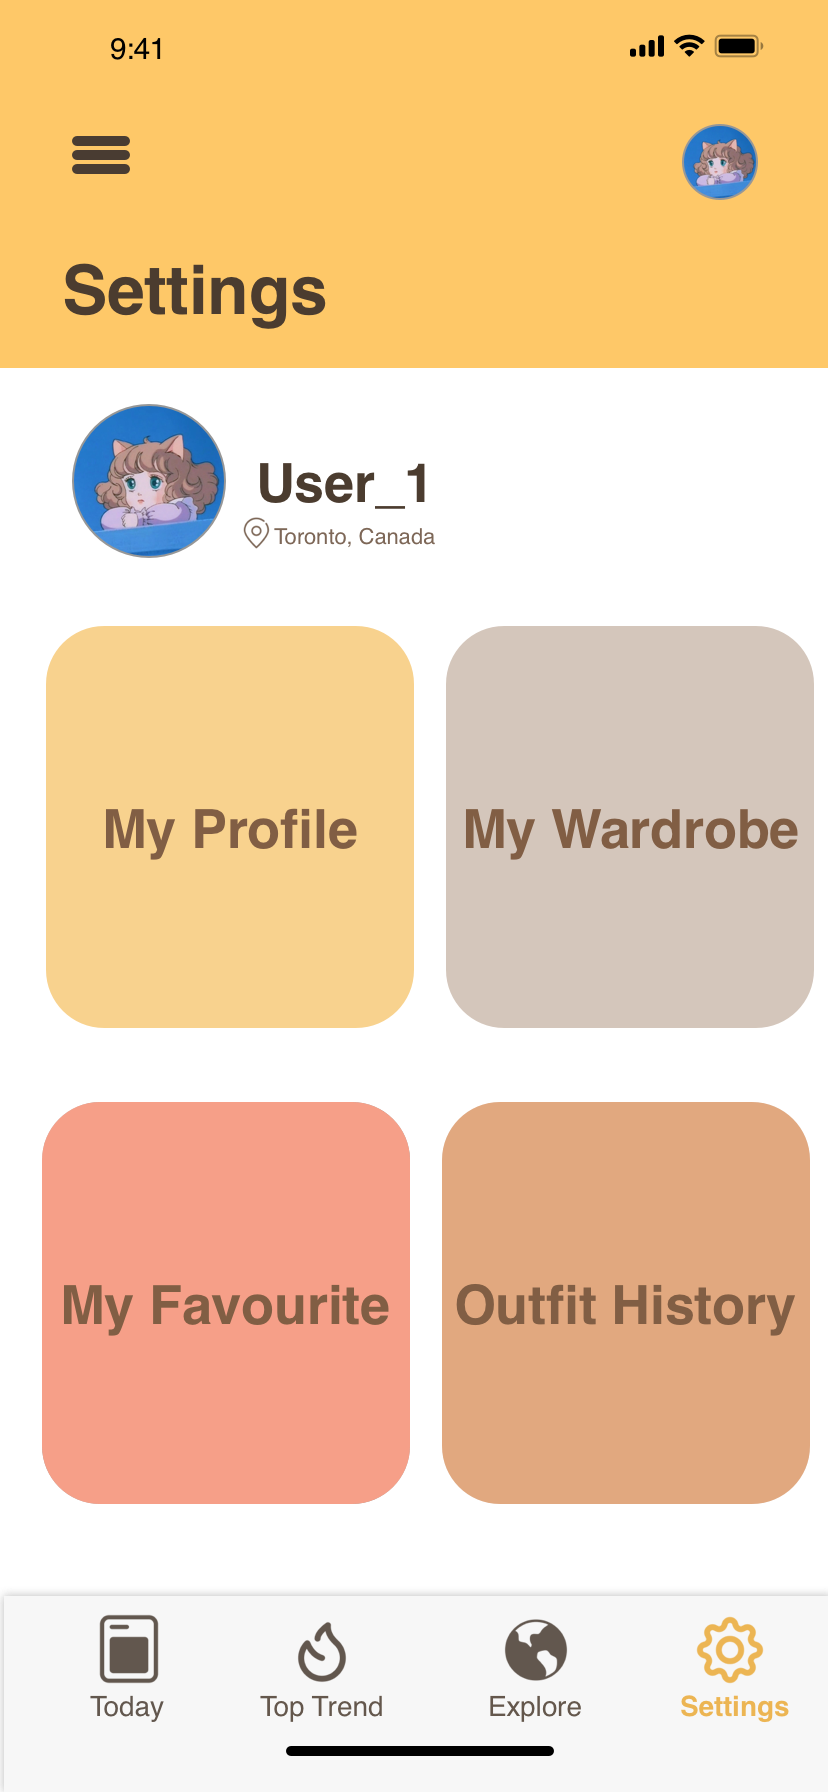 9:41
Settings
User_1
Toronto, Canada
My Profile
My Wardrobe
My Favourite
Outfit History
Today
Top Trend
Explore
Settings